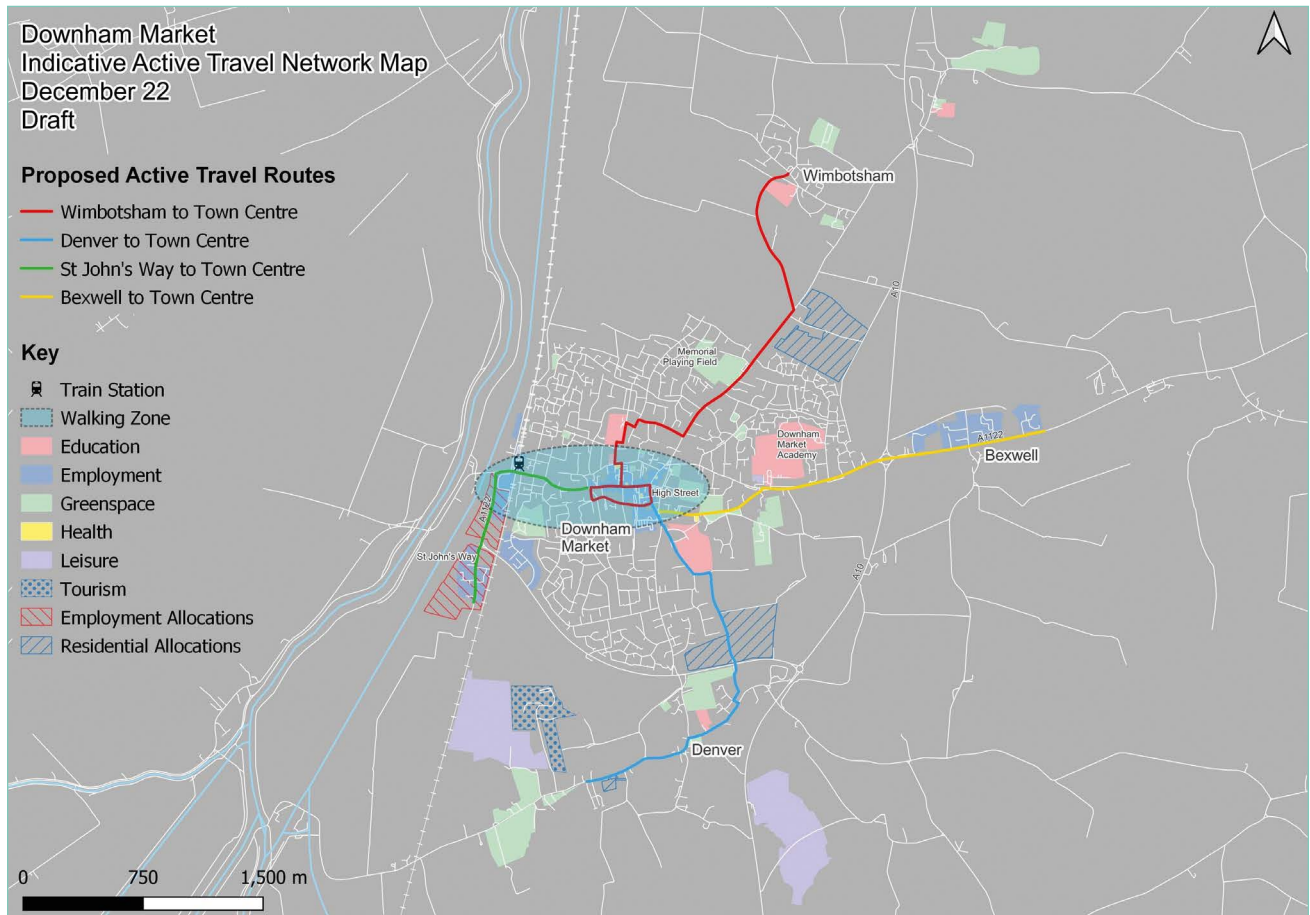 Downham Market
Indicative Active Travel Network Map
December 22
Draft
Proposed Active Travel Routes
Wimbotsham to Town Centre
Denver to Town Centre
St John's Way to Town Centre
Bexwell to Town Centre
Key
Train Station
Walking Zone
Education
Employment
Greenspace
Health
Leisure
Tourism
Employment Allocations
Residential Allocations
0 750 1,500 m
Wimbotsham
A10
Memorial
Playing Field
Downham
Market
Academy
A1122
Bexwell
High Street
A1122
Downham
Market
St John's Way
A10
Denver